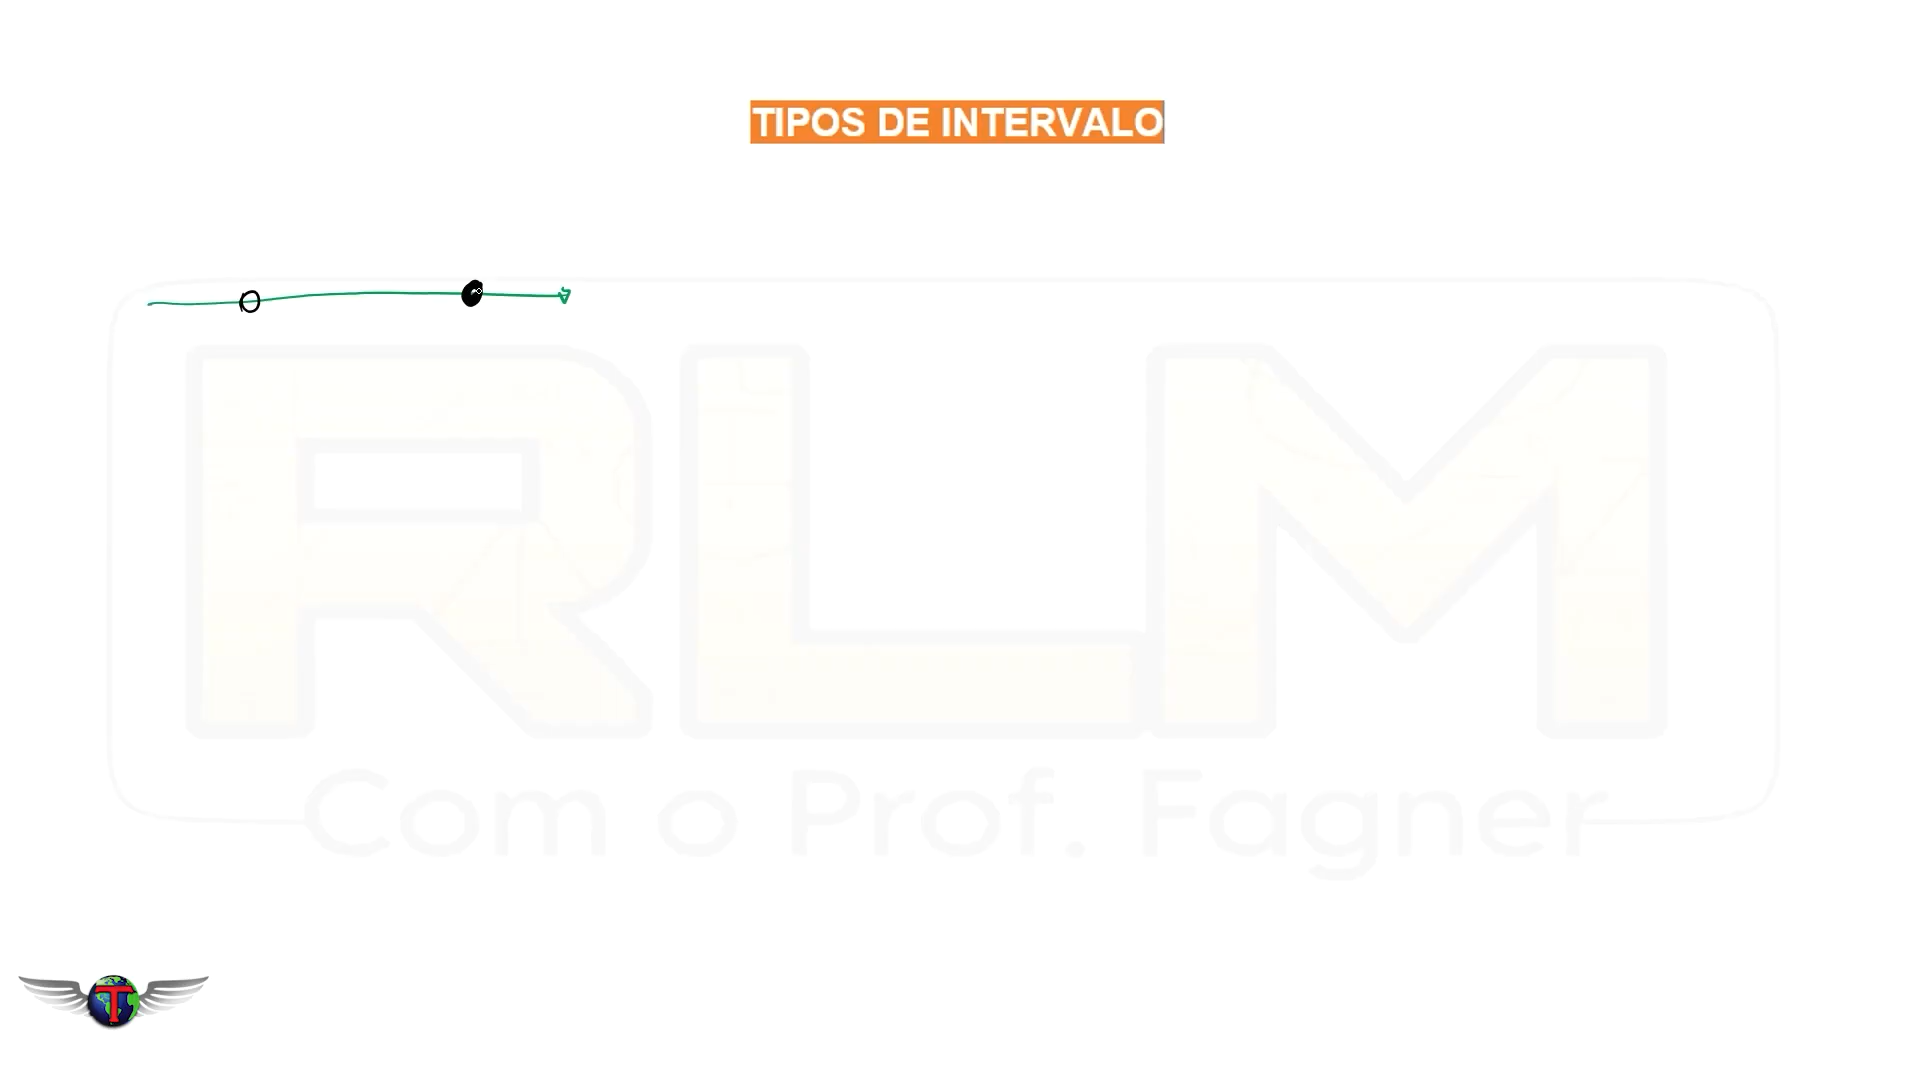 TIPOS DE INTERVALO
RLM
Com o Prof. Fagner
T